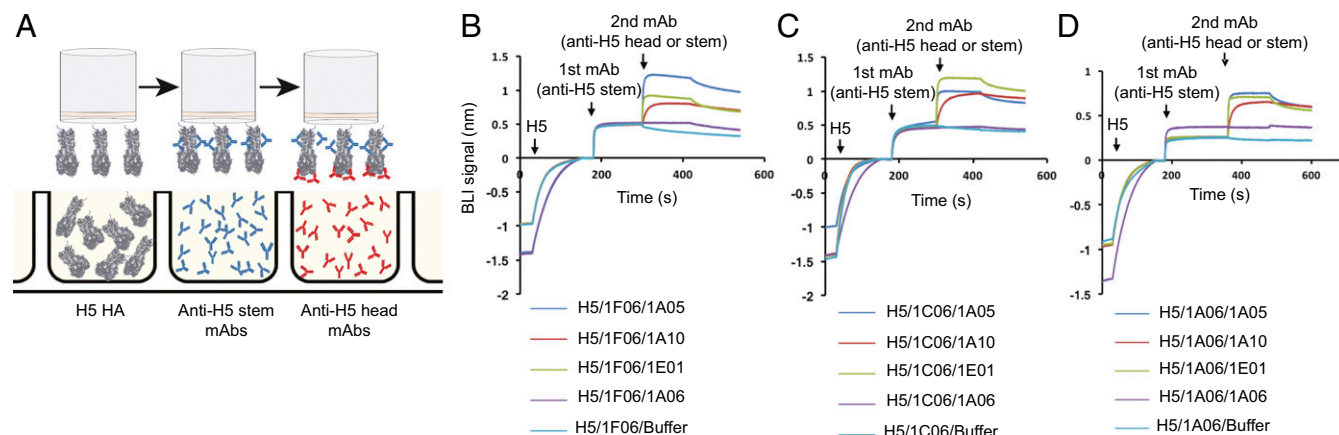 A
H5 HA
Anti-H5 stem
mAbs
Anti-H5 head
mAbs
B
2nd mAb
(anti-H5 head or stem)
1st mAb
(anti-H5 stem)
H5
BLI signal (nm)
1.5
1
0.5
0
-0.5
-1
-1.5
-2
200
400
600
Time (s)
H5/1F06/1A05
H5/1F06/1A10
H5/1F06/1E01
H5/1F06/1A06
H5/1F06/Buffer
C
2nd mAb
(anti-H5 head or stem)
1st mAb
(anti-H5 stem)
H5
1.5
1
0.5
0
-0.5
-1
-1.5
-2
200
400
600
Time (s)
H5/1C06/1A05
H5/1C06/1A10
H5/1C06/1E01
H5/1C06/1A06
H5/1C06/Buffer
D
2nd mAb
(anti-H5 head or stem)
1st mAb
(anti-H5 stem)
H5
1
0.5
0
-0.5
-1
-1.5
0
200
400
600
Time (s)
H5/1A06/1A05
H5/1A06/1A10
H5/1A06/1E01
H5/1A06/1A06
H5/1A06/Buffer